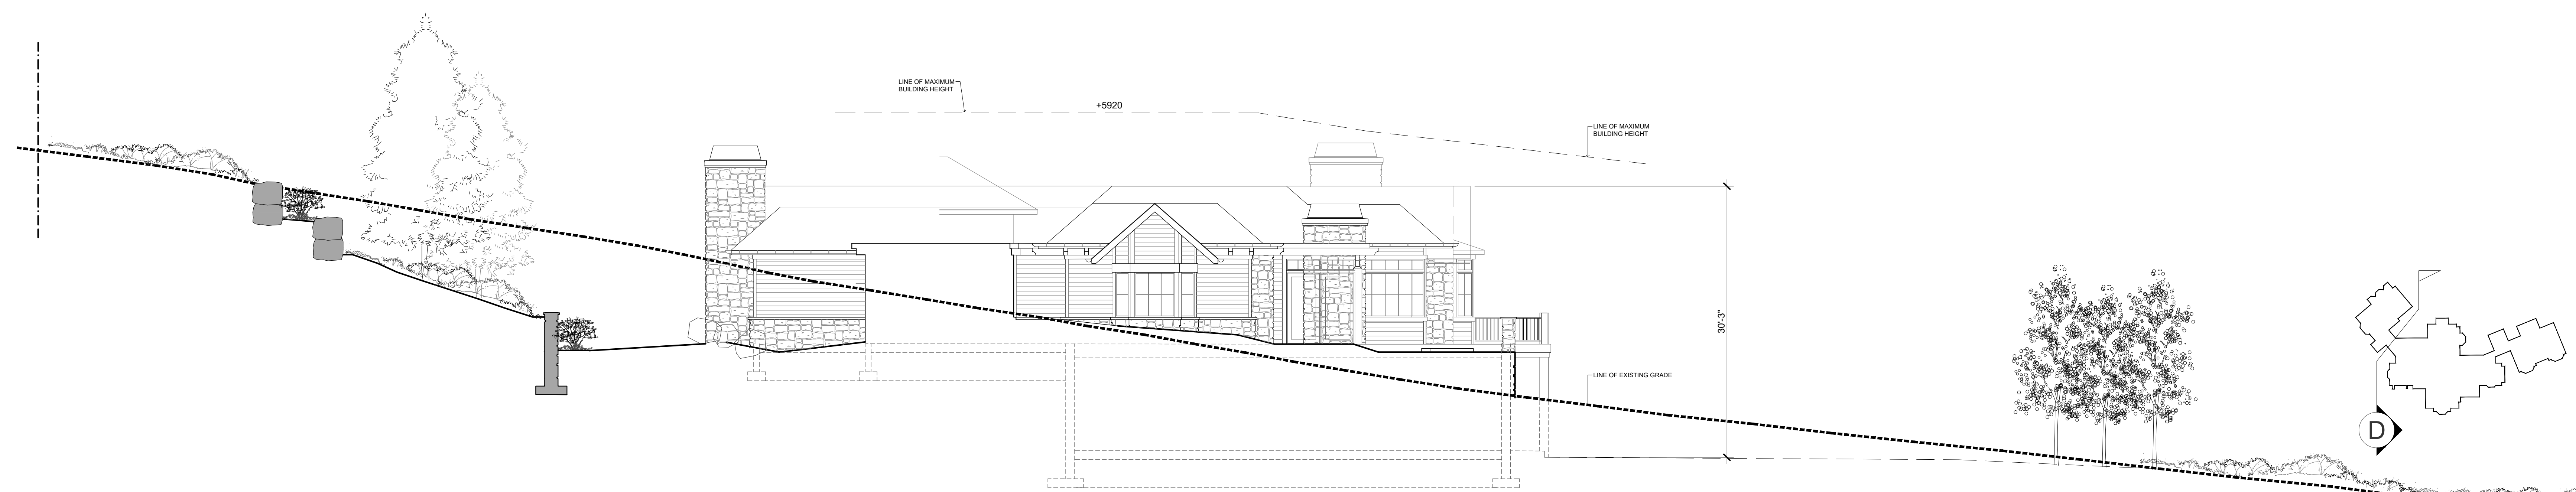 LINE OF MAXIMUM
BUILDING HEIGHT
+5920
LINE OF MAXIMUM
BUILDING HEIGHT
30'-3"
LINE OF EXISTING GRADE
D